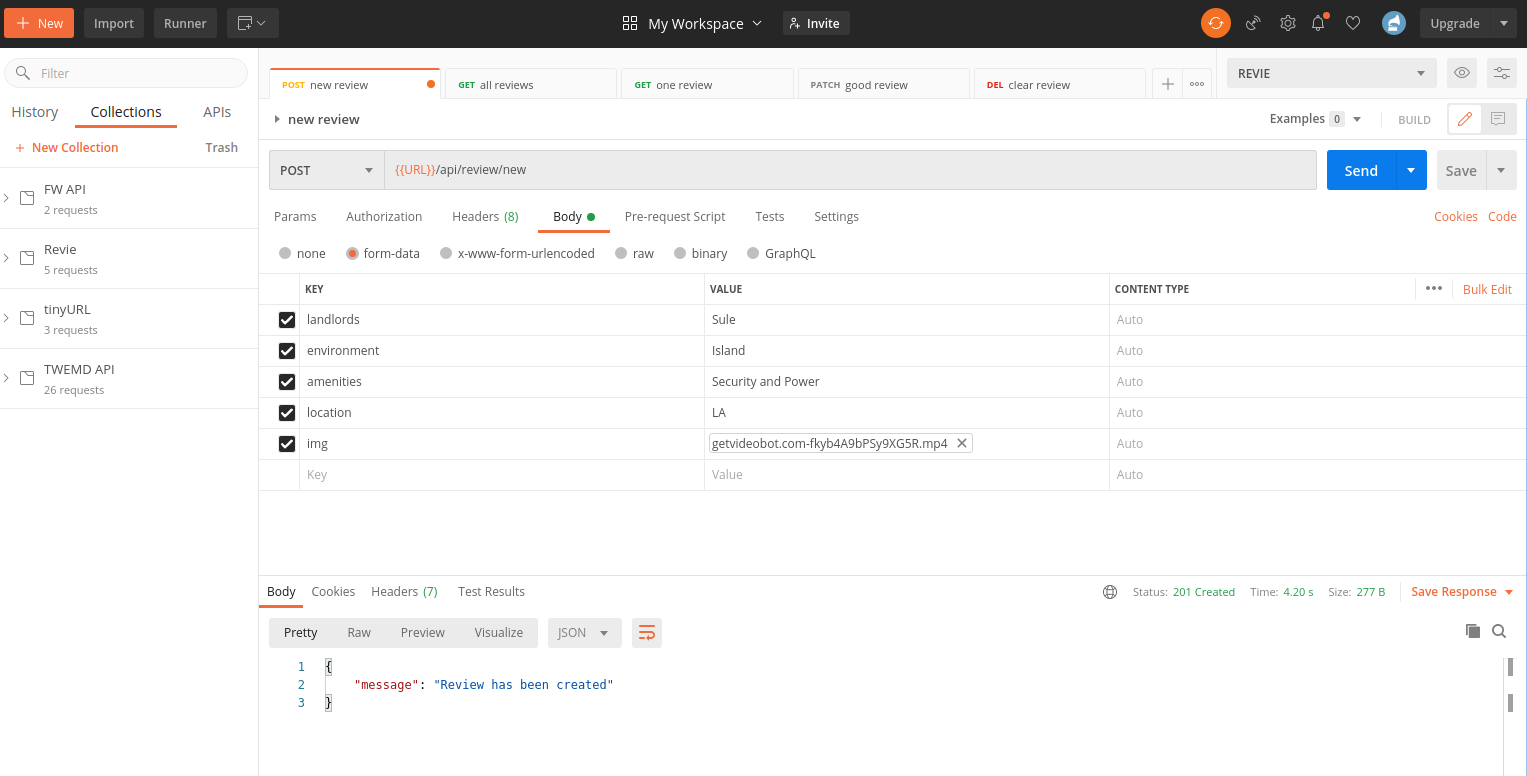 New Import Runner My Workspace Invite Upgrade
Filter
History Collections APIs
New Collection Trash
FW API
2 requests
Revie
5 requests
tinyURL
3 requests
TWEMD API
26 requests
POST new review GET all reviews GET one review PATCH good review DEL clear review REVIE
new review Examples 0 BUILD
POST {{URL}}/api/review/new Send Save
Params Authorization Headers (8) Body Pre-request Script Tests Settings Cookies Code
none form-data x-www-form-urlencoded raw binary GraphQL
KEY VALUE CONTENT TYPE Bulk Edit
landlords Sule Auto
environment Island Auto
amenities Security and Power Auto
location LA Auto
img getvideobot.com-fkyb4A9bPSy9XG5R.mp4 Auto
Key Value Auto
Body Cookies Headers (7) Test Results Status: 201 Created Time: 4.20 s Size: 277 B Save Response
Pretty Raw Preview Visualize JSON
1 {
2 "message": "Review has been created"
3 }